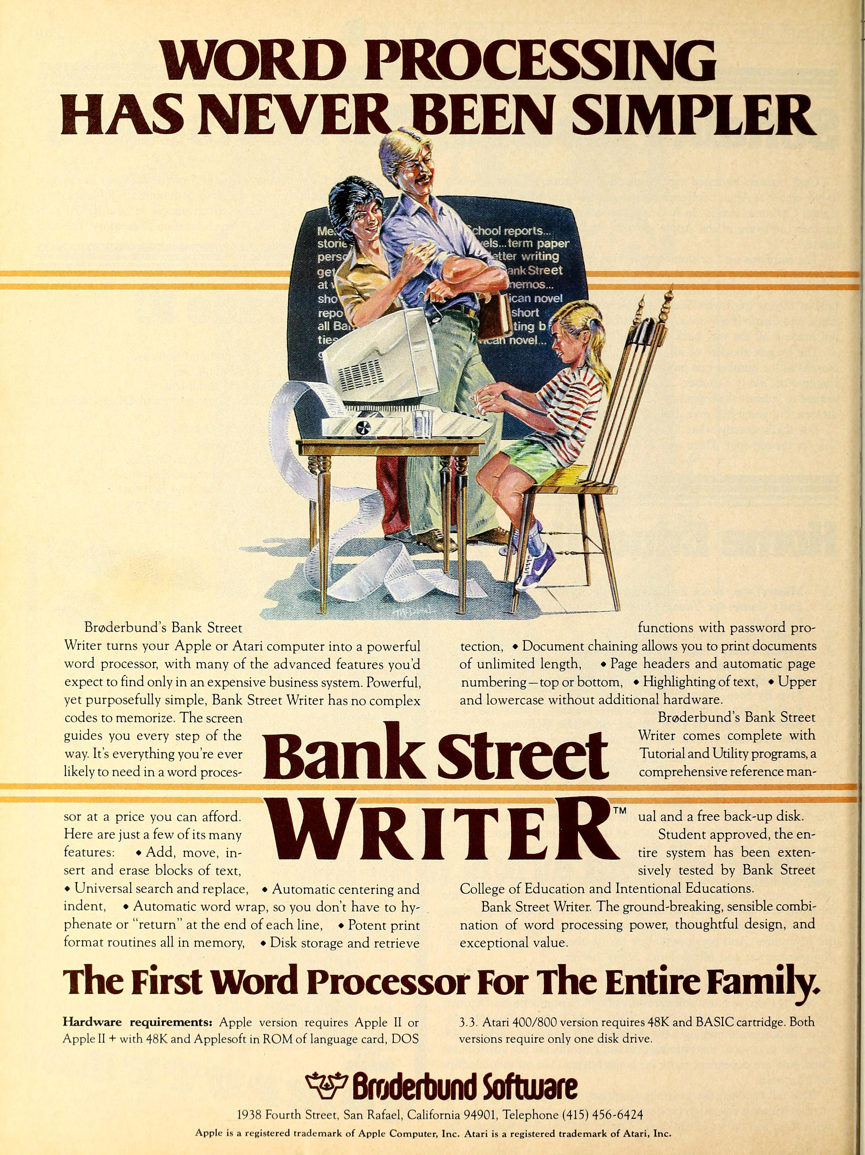 WORD PROCESSING
HAS NEVER BEEN SIMPLER
chool reports...
stori
els...term paper
perso
etter writing
get
ank Street
at
memos...
sho
ican novel
repo
short
all Ba
ting b
ties
ican novel...
Brøderbund's Bank Street
Writer turns your Apple or Atari computer into a powerful
word processor, with many of the advanced features you'd
expect to find only in an expensive business system. Powerful,
yet purposefully simple, Bank Street Writer has no complex
codes to memorize. The screen
guides you every step of the
way. It's everything you're ever
likely to need in a word proces-
sor at a price you can afford.
Here are just a few of its many
features: ♦ Add, move, in-
sert and erase blocks of text,
♦ Universal search and replace, ♦ Automatic centering and
indent, ♦ Automatic word wrap, so you don't have to hy-
phenate or "return" at the end of each line, ♦ Potent print
format routines all in memory, ♦ Disk storage and retrieve
functions with password pro-
tection, ♦ Document chaining allows you to print documents
of unlimited length, ♦ Page headers and automatic page
numbering—top or bottom, ♦ Highlighting of text, ♦ Upper
and lowercase without additional hardware.
Brøderbund's Bank Street
Writer comes complete with
Tutorial and Utility programs, a
comprehensive reference man-
ual and a free back-up disk.
Student approved, the en-
tire system has been exten-
sively tested by Bank Street
College of Education and Intentional Educations.
Bank Street Writer. The ground-breaking, sensible combi-
nation of word processing power, thoughtful design, and
exceptional value.
Bank Street
WRITER™
The First Word Processor For The Entire Family.
Hardware requirements: Apple version requires Apple II or
Apple II + with 48K and Applesoft in ROM of language card, DOS
3.3. Atari 400/800 version requires 48K and BASIC cartridge. Both
versions require only one disk drive.
Brøderbund Software
1938 Fourth Street, San Rafael, California 94901, Telephone (415) 456-6424
Apple is a registered trademark of Apple Computer, Inc. Atari is a registered trademark of Atari, Inc.